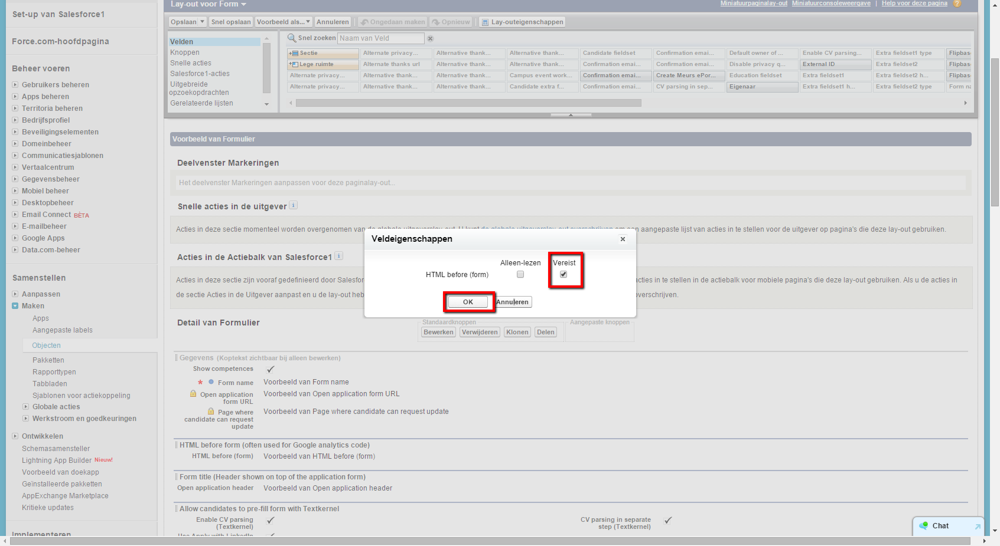 Set-up van Salesforce1
Force.com-hoofdpagina
Beheer voeren
Gebruikers beheren
Apps beheren
Territoria beheren
Bedrijfsprofiel
Beveiligingselementen
Domeinbeheer
Communicatiesjablonen
Vertaalcentrum
Gegevensbeheer
Mobiel beheer
Desktopbeheer
Email Connect BÈTA
E-mailbeheer
Google Apps
Data.com-beheer
Samenstellen
Aanpassen
Maken
Apps
Aangepaste labels
Objecten
Pakketten
Rapporttypen
Tabbladen
Sjablonen voor actiekoppeling
Globale acties
Werkstroom en goedkeuringen
Ontwikkelen
Schemasamensteller
Lightning App Builder Nieuw!
Voorbeeld van doekapp
Geïnstalleerde pakketten
AppExchange Marketplace
Kritieke updates
Implementeren
Lay-out voor Form
Miniatuurpaginalay-out Miniatuurconsoleweergave | Help voor deze pagina ?
Opslaan Snel opslaan Voorbeeld als... Annuleren Ongedaan maken Opnieuw Lay-outeigenschappen
Velden
Knoppen
Snelle acties
Salesforce1-acties
Uitgebreide
opzoekopdrachten
Gerelateerde lijsten
Snel zoeken Naam van Veld
Sectie Alternate privacy... Alternative thank... Alternative thank... Candidate fieldset Confirmation emai... Default owner of ... Enable CV parsing... Extra fieldset1 type Flipbas
Lege ruimte Alternate thanks url Alternative thank... Alternative thank... Confirmation emai... Confirmation emai... Disable privacy q... External ID Extra fieldset2 Flipbas
Alternate privacy... Alternative thank... Alternative thank... Campus event work... Confirmation emai... Create Meurs ePor... Education fieldset Extra fieldset1 Extra fieldset2 h... Flipbas
Alternate privacy... Alternative thank... Alternative thank... Candidate extra f... Confirmation emai... CV parsing in sep... Eigenaar Extra fieldset1 h... Extra fieldset2 type Form na
Voorbeeld van Formulier
Deelvenster Markeringen
Het deelvenster Markeringen aanpassen voor deze paginalay-out...
Snelle acties in de uitgever
Acties in deze sectie momenteel worden overgenomen van de globale uitgeverslay-out. U kunt de globale uitgeverslay-out overschrijven om een aangepaste lijst van acties in te stellen voor de uitgever op pagina's die deze lay-out gebruiken.
Acties in de Actiebalk van Salesforce1
Acties in deze sectie zijn vooraf gedefinieerd door Salesfor
cties in te stellen in de actiebalk voor mobiele pagina's die deze lay-out gebruiken. Als u de acties in
de sectie Acties in de Uitgever aanpast en u de lay-out heb
overschrijven.
Veldeigenschappen
Alleen-lezen Vereist
HTML before (form)
OK Annuleren
Detail van Formulier
Standaardknoppen
Bewerken Verwijderen Klonen Delen
Aangepaste knoppen
Gegevens (Koptekst zichtbaar bij alleen bewerken)
Show competences
* Form name Voorbeeld van Form name
Open application
form URL
Voorbeeld van Open application form URL
Page where
candidate can request
update
Voorbeeld van Page where candidate can request update
HTML before form (often used for Google analytics code)
HTML before (form) Voorbeeld van HTML before (form)
Form title (Header shown on top of the application form)
Open application header Voorbeeld van Open application header
Allow candidates to pre-fill form with Textkernel
Enable CV parsing
(Textkernel)
CV parsing in separate
step (Textkernel)
Use Apply with LinkedIn
Chat